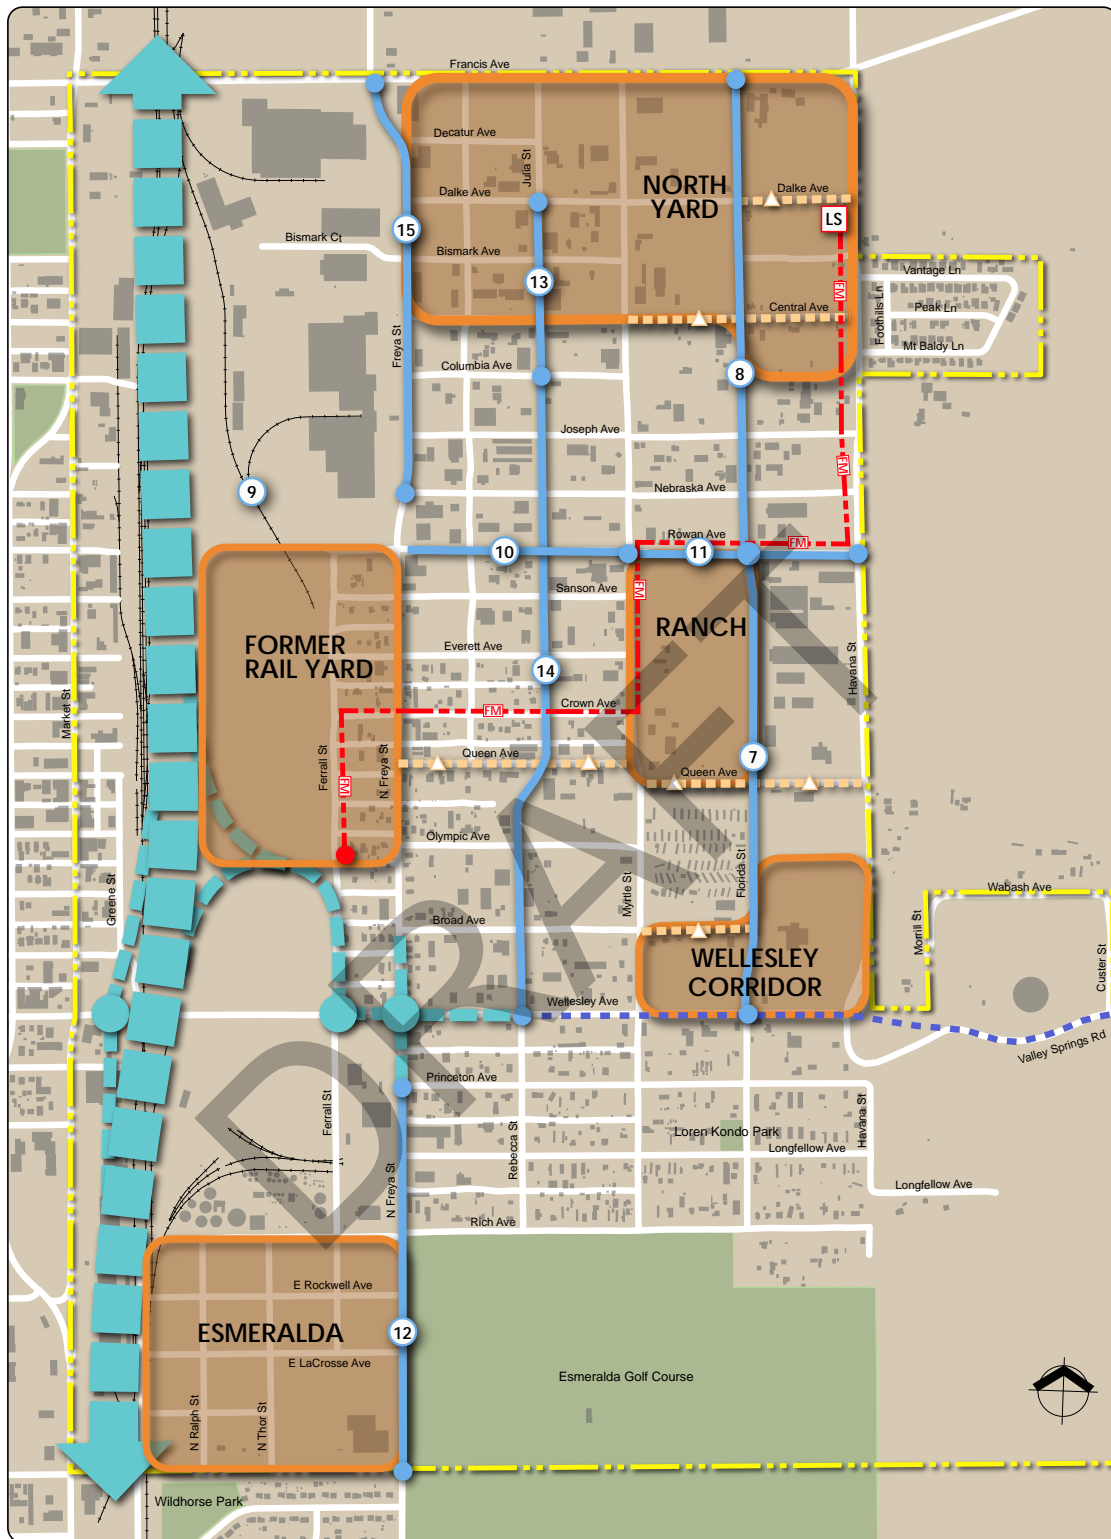 Francis Ave
Decatur Ave
Julia St
NORTH
YARD
Dalke Ave
Dalke Ave
LS
15
Bismark Ct
Bismark Ave
13
Vantage Ln
FM
Foothills Ln
Peak Ln
Central Ave
Mt Baldy Ln
Freya St
Columbia Ave
8
Joseph Ave
FM
9
Nebraska Ave
Rowan Ave
10
11
FM
Sanson Ave
FM
FORMER
RAIL YARD
RANCH
Everett Ave
14
Havana St
Market St
Crown Ave
FM
Ferrall St
N Freya St
Queen Ave
7
Queen Ave
FM
Olympic Ave
Greene St
Myrtle St
Florida St
Wabash Ave
Broad Ave
Morrill St
WELLESLEY
CORRIDOR
Custer St
Wellesley Ave
Valley Springs Rd
Princeton Ave
Ferrall St
Havana St
Loren Kondo Park
Rebecca St
Longfellow Ave
N Freya St
Longfellow Ave
Rich Ave
E Rockwell Ave
ESMERALDA
12
E LaCrosse Ave
Esmeralda Golf Course
N Ralph St
N Thor St
Wildhorse Park
DRAFT